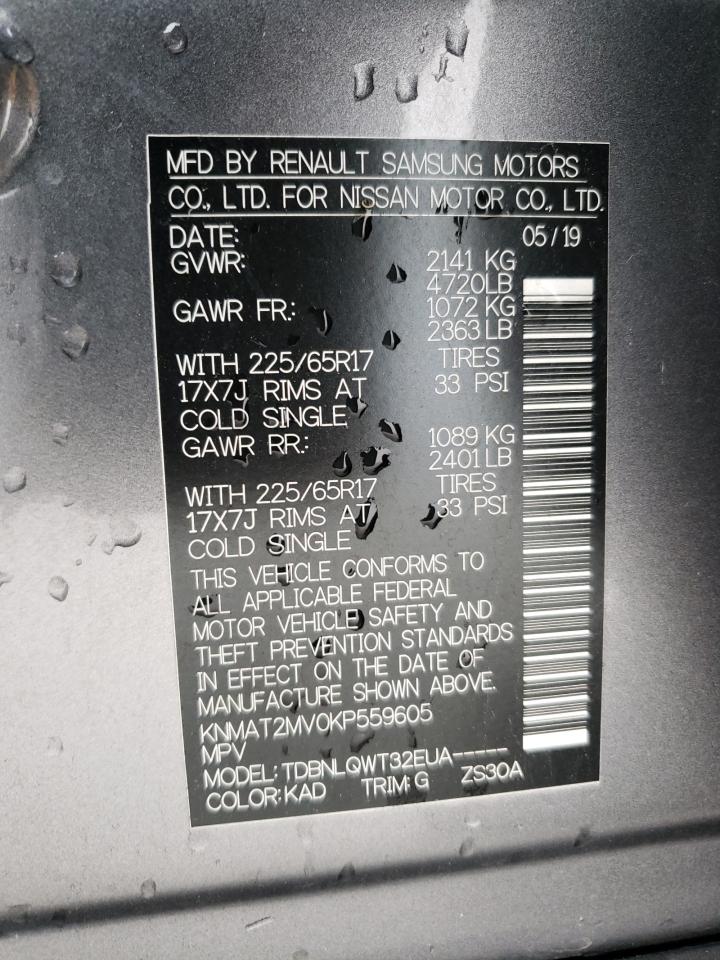 MFD BY RENAULT SAMSUNG MOTORS
CO., LTD. FOR NISSAN MOTOR CO., LTD.
DATE: 05/19
GVWR: 2141 KG
4720LB
GAWR FR.: 1072 KG
2363 LB
WITH 225/65R17 TIRES
17X7J RIMS AT 33 PSI
COLD SINGLE
GAWR RR.: 1089 KG
2401 LB
WITH 225/65R17 TIRES
17X7J RIMS AT 33 PSI
COLD SINGLE
THIS VEHICLE CONFORMS TO
ALL APPLICABLE FEDERAL
MOTOR VEHICLE SAFETY AND
THEFT PREVENTION STANDARDS
IN EFFECT ON THE DATE OF
MANUFACTURE SHOWN ABOVE.
KNMAT2MV0KP559605
MPV
MODEL: TDBNLQWT32EUA-----
COLOR: KAD TRIM: G ZS30A